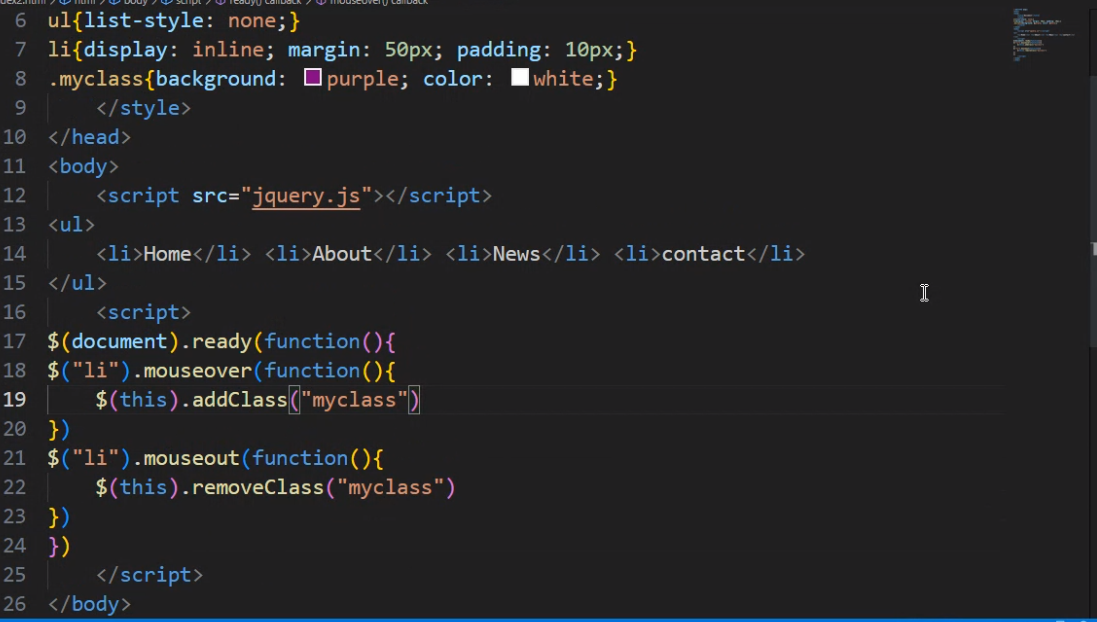 dex2.html > html > body > script > ready() callback > mouseover() callback
6 ul{list-style: none;}
7 li{display: inline; margin: 50px; padding: 10px;}
8 .myclass{background: purple; color: white;}
9     </style>
10 </head>
11 <body>
12     <script src="jquery.js"></script>
13 <ul>
14     <li>Home</li> <li>About</li> <li>News</li> <li>contact</li>
15 </ul>
16     <script>
17 $(document).ready(function(){
18 $("li").mouseover(function(){
19     $(this).addClass("myclass")
20 })
21 $("li").mouseout(function(){
22     $(this).removeClass("myclass")
23 })
24 })
25     </script>
26 </body>